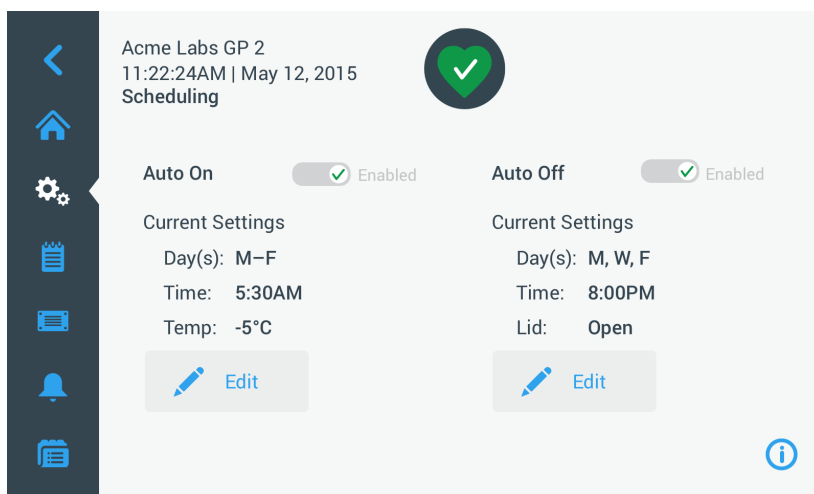 Acme Labs GP 2
11:22:24AM | May 12, 2015
Scheduling
Auto On Enabled
Current Settings
Day(s): M–F
Time: 5:30AM
Temp: -5°C
Edit
Auto Off Enabled
Current Settings
Day(s): M, W, F
Time: 8:00PM
Lid: Open
Edit